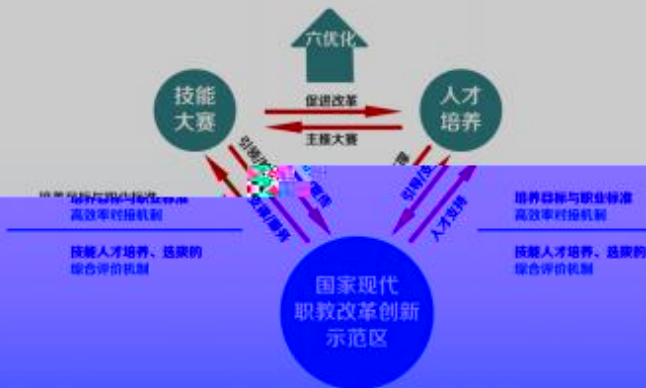 六优化
技能
大赛
促进改革
主推大赛
人才
培养
人才支持
培养目标与职业标准
高效率对接机制
技能人才培养、选拔的
综合评价机制
培养目标与职业标准
高效率对接机制
技能人才培养、选拔的
综合评价机制
国家现代
职教改革创新
示范区